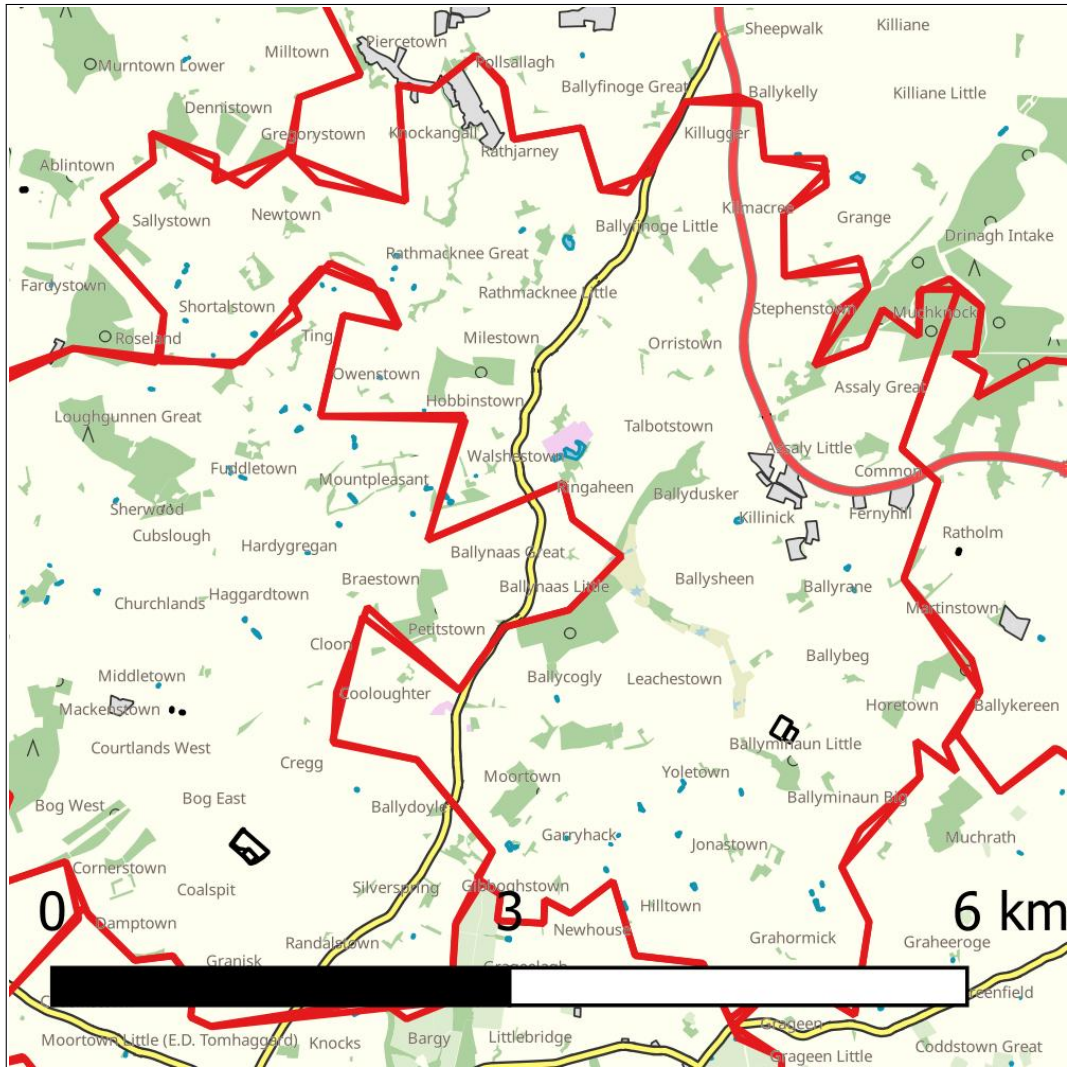 Sheepwalk
Killiane
Piercetown
Milltown
Pollsallagh
Murntown Lower
Ballyfinoge Great
Ballykelly
Killiane Little
Dennistown
Gregorystown
Knockangall
Killugger
Rathjarney
Ablintown
Sallystown
Newtown
Kilmacree
Grange
Ballyfinoge Little
Drinagh Intake
Rathmacknee Great
Fardystown
Rathmacknee Little
Shortalstown
Stephenstown
Muchknock
Roseland
Ting
Milestown
Orristown
Owenstown
Assaly Great
Hobbinstown
Loughgunnen Great
Talbotstown
Walshestown
Assaly Little
Fuddletown
Mountpleasant
Common
Ringaheen
Ballydusker
Sherwood
Killinick
Fernyhill
Cubslough
Hardygregan
Ballynaas Great
Ratholm
Braestown
Ballynaas Little
Ballysheen
Ballyrane
Churchlands
Haggardtown
Martinstown
Petitstown
Cloon
Ballybeg
Middletown
Ballycogly
Leachestown
Cooloughter
Mackenstown
Horetown
Ballykereen
Courtlands West
Ballyminaun Little
Cregg
Moortown
Yoletown
Bog West
Bog East
Ballydoyle
Ballyminaun Big
Garryhack
Jonastown
Muchrath
Cornerstown
Coalspit
Silverspring
Gibboghstown
Hilltown
0
3
6 km
Damptown
Newhouse
Grahormick
Graheeroge
Randalstown
Granisk
Grageelagh
Greenfield
Grageen
Moortown Little (E.D. Tomhaggard)
Knocks
Bargy
Littlebridge
Coddstown Great
Grageen Little